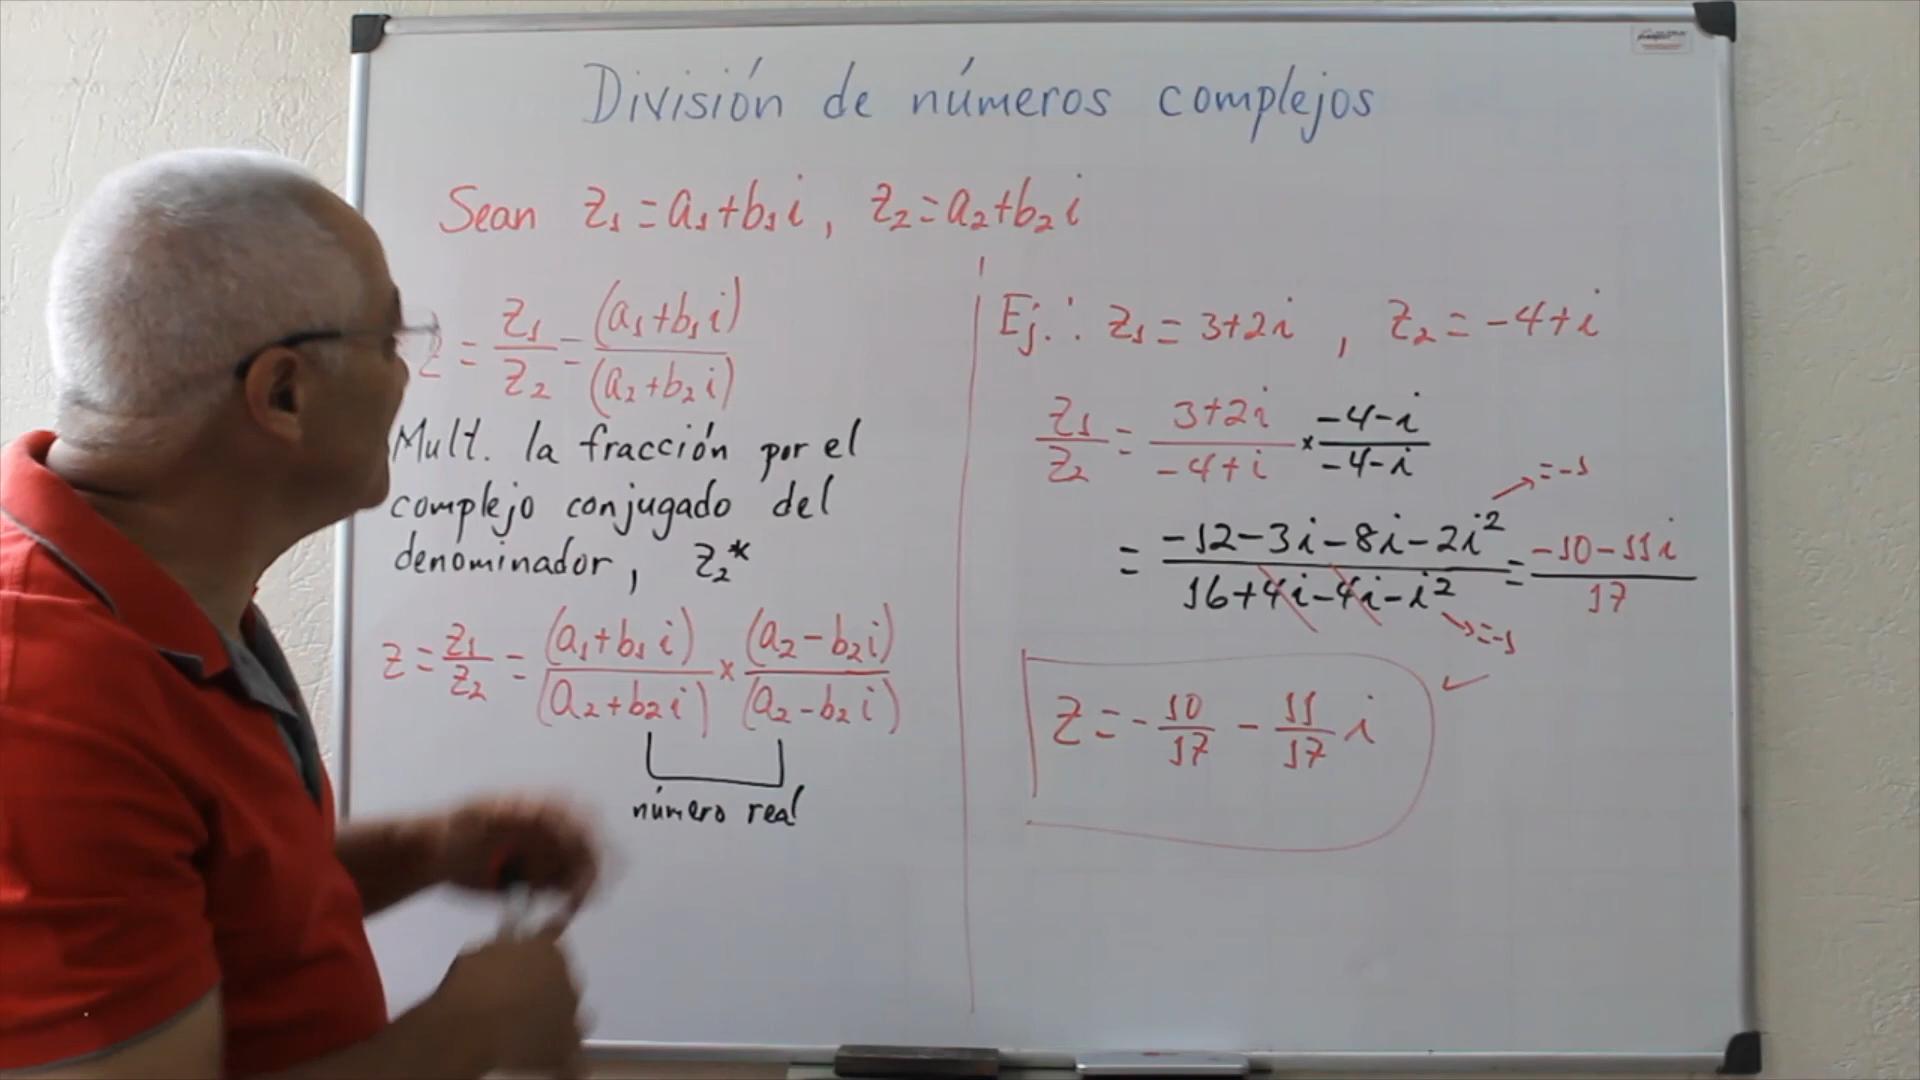 División de números complejos
Sean z₁ = a₁+b₁i, z₂ = a₂+b₂i
= z₁/z₂ = (a₁+b₁i)/(a₂+b₂i)
Mult. la fracción por el
complejo conjugado del
denominador, z₂*
z = z₁/z₂ = (a₁+b₁i)/(a₂+b₂i) × (a₂-b₂i)/(a₂-b₂i)
número real
Ej.: z₁ = 3+2i, z₂ = -4+i
z₁/z₂ = 3+2i/-4+i × -4-i/-4-i
=-1
= -12-3i-8i-2i²/16+4i-4i-i² = -10-11i/17
=-1
z = -10/17 - 11/17 i ✓